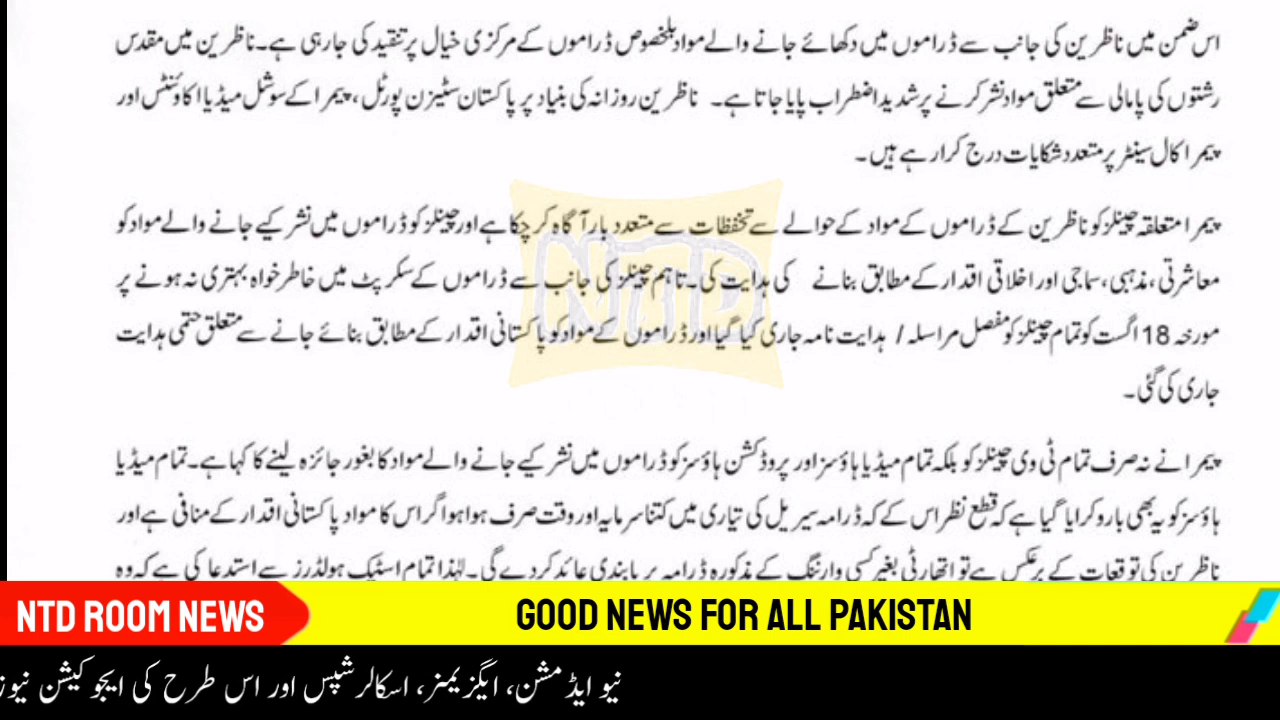 اس ضمن میں ناظرین کی جانب سے ڈراموں میں دکھائے جانے والے مواد بلخصوص ڈراموں کے مرکزی خیال پر تنقید کی جارہی ہے۔ ناظرین میں مقدس
رشتوں کی پامالی سے متعلق مواد نشر کرنے پر شدید اضطراب پایا جاتا ہے۔ ناظرین روزانہ کی بنیاد پر پاکستان سٹیزن پورٹل، پیمرا کے سوشل میڈیا اکاوئنٹس اور
پیمرا کال سینٹر پر متعدد شکایات درج کرا رہے ہیں۔
پیمرا متعلقہ چینلز کو ناظرین کے ڈراموں کے مواد کے حوالے سے تحفظات سے متعدد بار آگاہ کر چکا ہے اور چینلز کو ڈراموں میں نشر کیے جانے والے مواد کو
معاشرتی، مذہبی، سماجی اور اخلاقی اقدار کے مطابق بنانے کی ہدایت کی۔ تاہم چینلز کی جانب سے ڈراموں کے سکرپٹ میں خاطر خواہ بہتری نہ ہونے پر
مورخہ 18 اگست کو تمام چینلز کو مفصل مراسلہ / ہدایت نامہ جاری کیا گیا اور ڈراموں کے مواد کو پاکستانی اقدار کے مطابق بنائے جانے سے متعلق حتمی ہدایت
جاری کی گئی۔
پیمرا نے نہ صرف تمام ٹی وی چینلز کو بلکہ تمام میڈیا ہاؤسز اور پروڈکشن ہاؤسز کو ڈراموں میں نشر کیے جانے والے مواد کا بغور جائزہ لینے کا کہا ہے۔ تمام میڈیا
ہاؤسز کو یہ بھی باور کرایا گیا ہے کہ قطع نظر اس کے کہ ڈرامہ سیریل کی تیاری میں کتنا سرمایہ اور وقت صرف ہوا ہو اگر اس کا مواد پاکستانی اقدار کے منافی ہے اور
ناظرین کی توقعات کے برعکس ہے تو اتھارٹی بغیر کسی وارننگ کے مذکورہ ڈرامہ پر پابندی عائد کردے گی۔ لہٰذا تمام اسٹیک ہولڈرز سے استدعا کی ہے کہ وہ
NTD
NTD ROOM NEWS
GOOD NEWS FOR ALL PAKISTAN
نیو ایڈمشن، ایگزیمنز، اسکالرشپس اور اس طرح کی ایجوکیشن نیوز